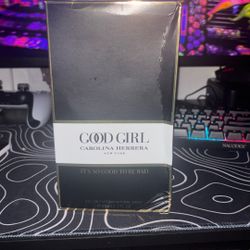 GOOD GIRL
CAROLINA HERRERA
NEW YORK
IT'S SO GOOD TO BE BAD